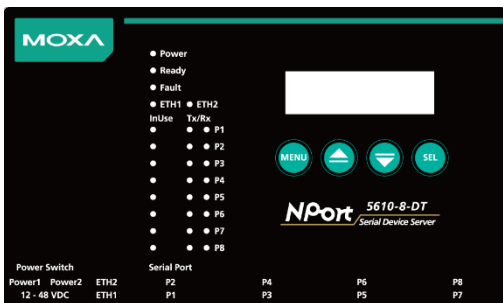 MOXA
Power
Ready
Fault
ETH1 ETH2
InUse Tx/Rx
P1
P2
P3
P4
P5
P6
P7
P8
MENU SEL
NPort 5610-8-DT
Serial Device Server
Power Switch Serial Port
Power1 Power2 ETH2 P2 P4 P6 P8
12 - 48 VDC ETH1 P1 P3 P5 P7